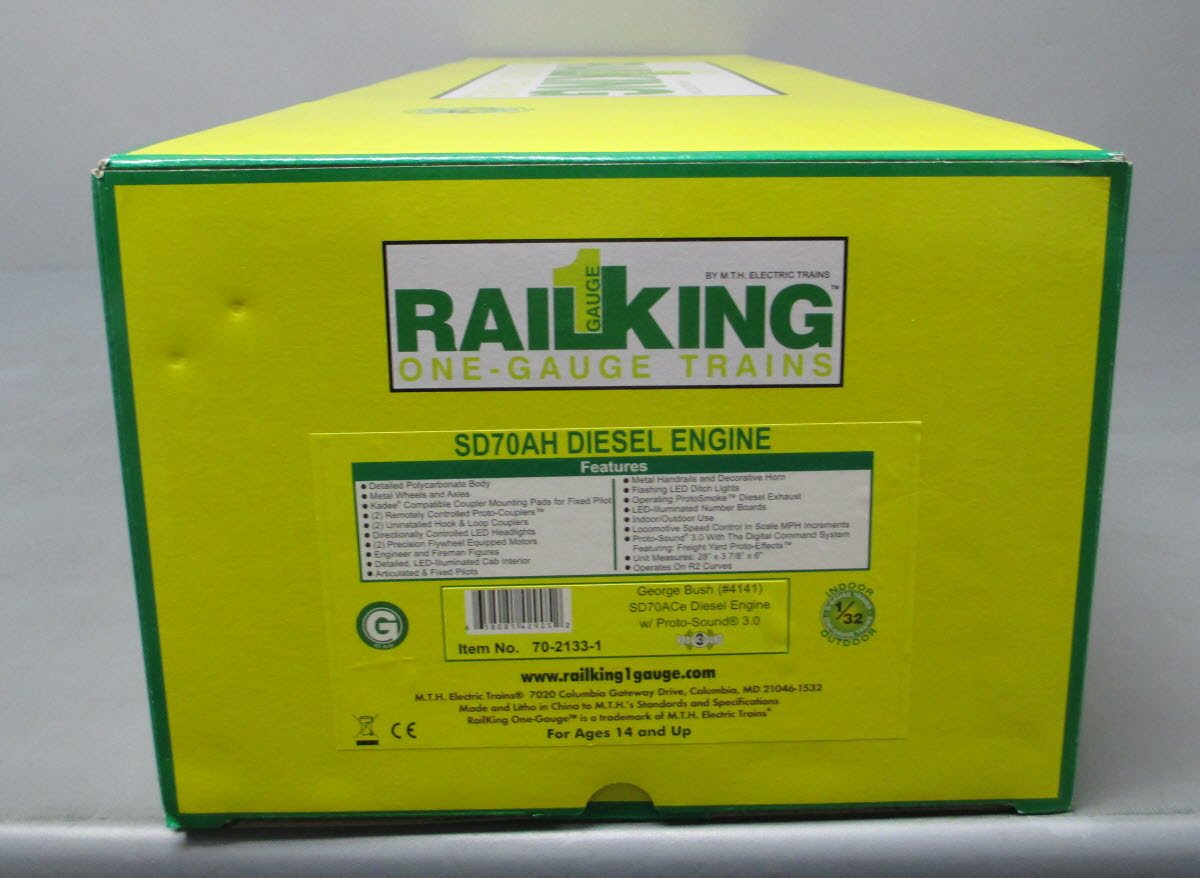 1
GAUGE
BY M.T.H. ELECTRIC TRAINS
RAILKING™
ONE-GAUGE TRAINS
SD70AH DIESEL ENGINE
Features
• Detailed Polycarbonate Body
• Metal Wheels and Axles
• Kadee® Compatible Coupler Mounting Pads for Fixed Pilot
• (2) Remotely Controlled Proto-Couplers™
• (2) Uninstalled Hook & Loop Couplers
• Directionally Controlled LED Headlights
• (2) Precision Flywheel Equipped Motors
• Engineer and Fireman Figures
• Detailed, LED-Illuminated Cab Interior
• Articulated & Fixed Pilots
• Metal Handrails and Decorative Horn
• Flashing LED Ditch Lights
• Operating ProtoSmoke™ Diesel Exhaust
• LED-Illuminated Number Boards
• Indoor/Outdoor Use
• Locomotive Speed Control In Scale MPH Increments
• Proto-Sound® 3.0 With The Digital Command System
Featuring: Freight Yard Proto-Effects™
• Unit Measures: 28" x 3 7/8" x 6"
• Operates On R2 Curves
G
George Bush (#4141)
SD70ACe Diesel Engine
w/ Proto-Sound® 3.0
Item No. 70-2133-1
INDOOR
1/32
OUTDOOR
www.railking1gauge.com
M.T.H. Electric Trains® 7020 Columbia Gateway Drive, Columbia, MD 21046-1532
Made and Litho in China to M.T.H.'s Standards and Specifications
RailKing One-Gauge™ is a trademark of M.T.H. Electric Trains®
CE
For Ages 14 and Up